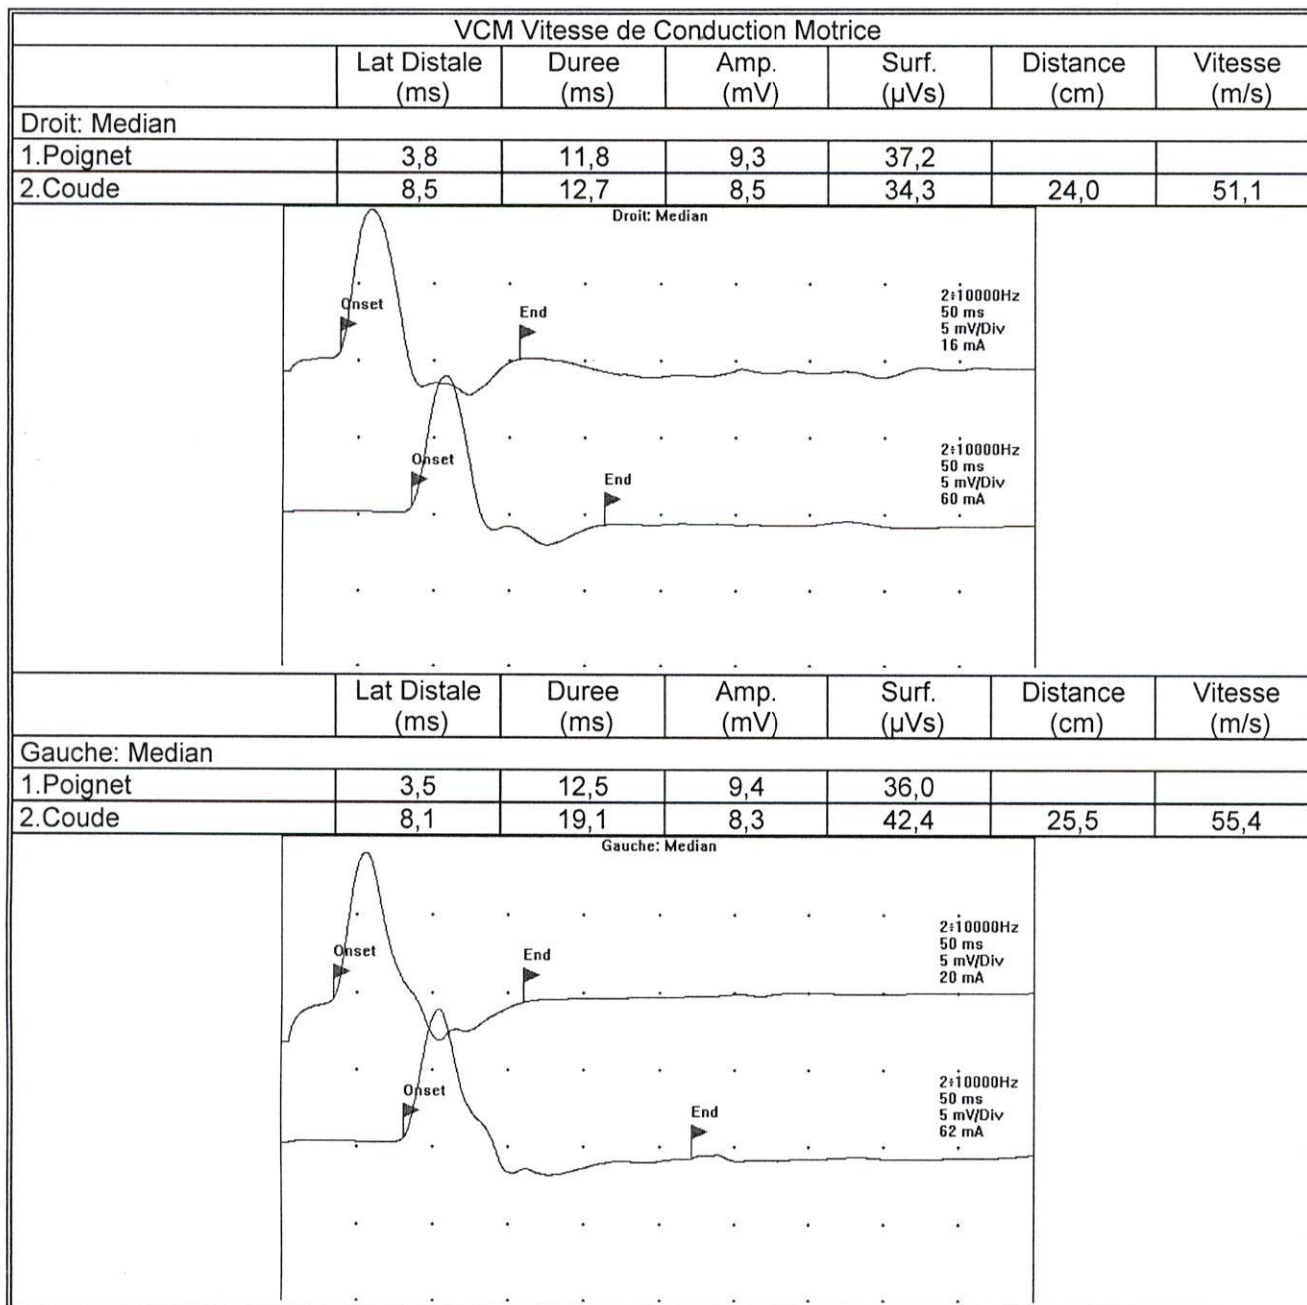 VCM Vitesse de Conduction Motrice
Lat Distale (ms) Duree (ms) Amp. (mV) Surf. (µVs) Distance (cm) Vitesse (m/s)
Droit: Median
1.Poignet 3,8 11,8 9,3 37,2
2.Coude 8,5 12,7 8,5 34,3 24,0 51,1
Droit: Median
Onset
End
2÷10000Hz
50 ms
5 mV/Div
16 mA
Onset
End
2÷10000Hz
50 ms
5 mV/Div
60 mA
Lat Distale (ms) Duree (ms) Amp. (mV) Surf. (µVs) Distance (cm) Vitesse (m/s)
Gauche: Median
1.Poignet 3,5 12,5 9,4 36,0
2.Coude 8,1 19,1 8,3 42,4 25,5 55,4
Gauche: Median
Onset
End
2÷10000Hz
50 ms
5 mV/Div
20 mA
Onset
End
2÷10000Hz
50 ms
5 mV/Div
62 mA